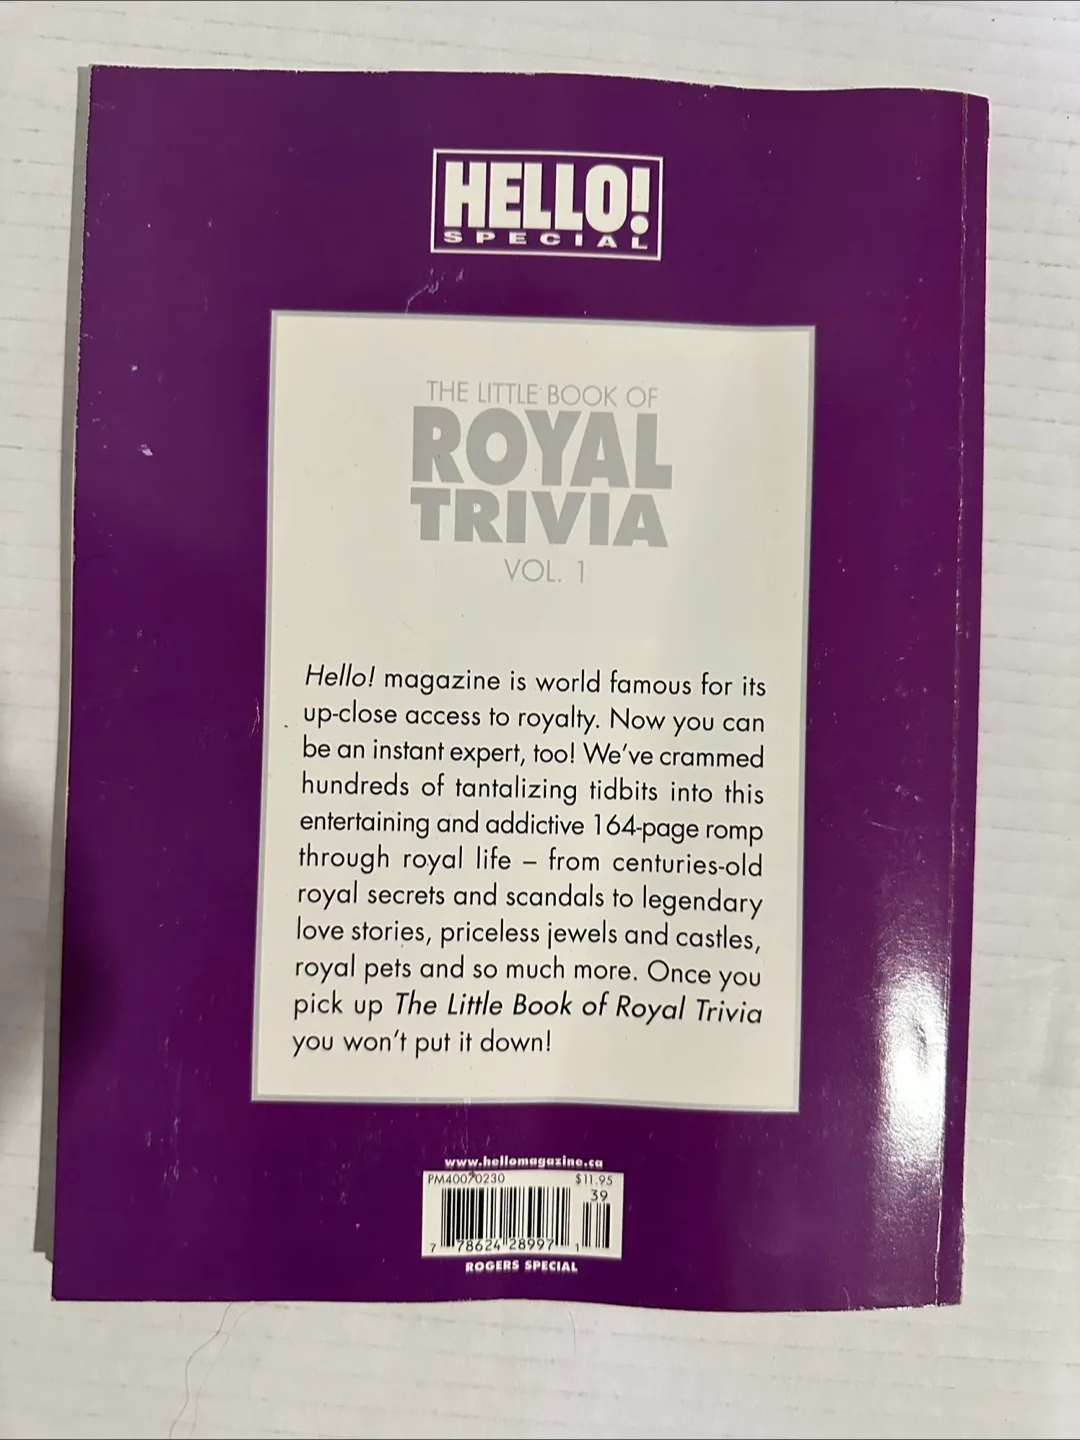 HELLO!
SPECIAL
THE LITTLE BOOK OF
ROYAL
TRIVIA
VOL. 1
Hello! magazine is world famous for its
up-close access to royalty. Now you can
be an instant expert, too! We've crammed
hundreds of tantalizing tidbits into this
entertaining and addictive 164-page romp
through royal life – from centuries-old
royal secrets and scandals to legendary
love stories, priceless jewels and castles,
royal pets and so much more. Once you
pick up The Little Book of Royal Trivia
you won't put it down!
www.hellomagazine.ca
PM40070230 $11.95
39
7 78624 28997 1
ROGERS SPECIAL